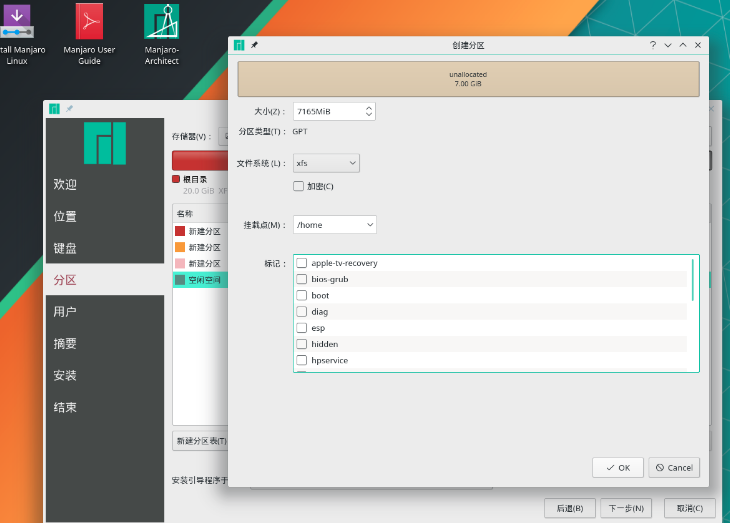 tall Manjaro
Linux
Manjaro User
Guide
Manjaro-
Architect
创建分区
unallocated
7.00 GiB
大小(Z)：
7165MiB
分区类型(T)：
GPT
文件系统 (L)：
xfs
加密(C)
挂载点(M)：
/home
标记：
apple-tv-recovery
bios-grub
boot
diag
esp
hidden
hpservice
OK
Cancel
欢迎
位置
键盘
分区
用户
摘要
安装
结束
存储器(V)：
根目录
20.0 GiB XF
名称
新建分区
新建分区
新建分区
空闲空间
新建分区表(T)
安装引导程序于
后退(B)
下一步(N)
取消(C)